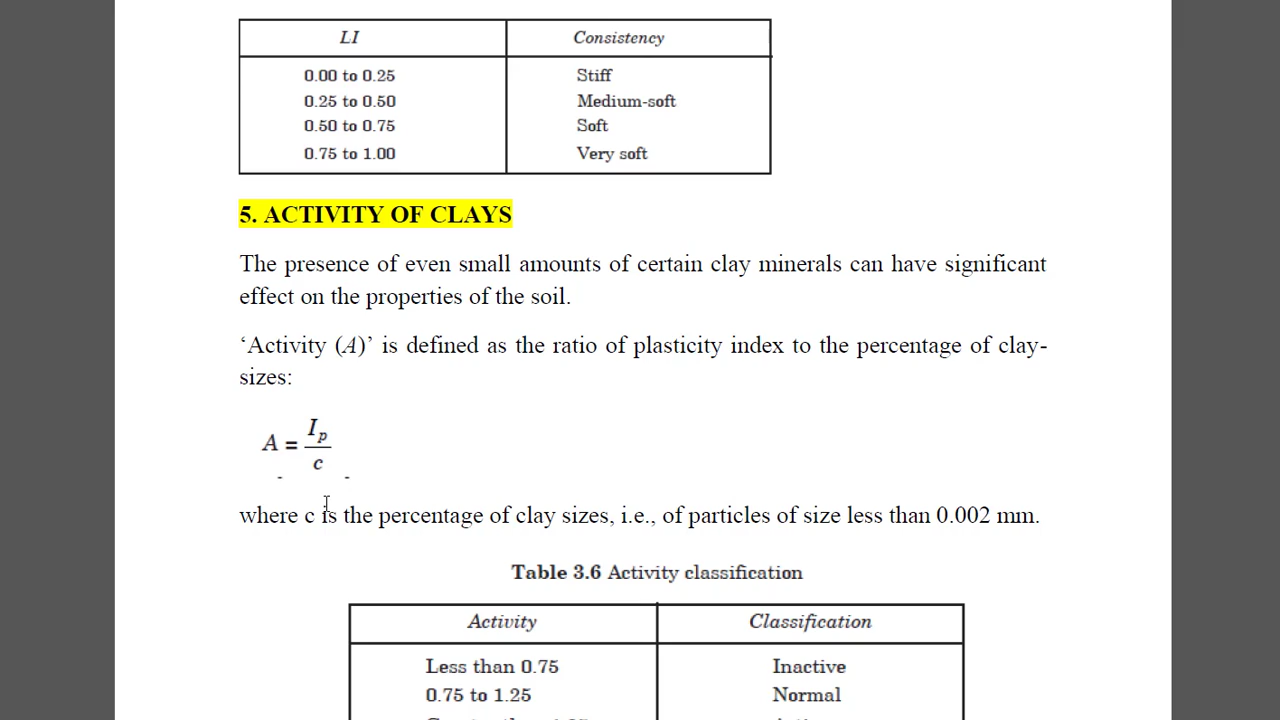 LI Consistency
0.00 to 0.25 Stiff
0.25 to 0.50 Medium-soft
0.50 to 0.75 Soft
0.75 to 1.00 Very soft
5. ACTIVITY OF CLAYS
The presence of even small amounts of certain clay minerals can have significant
effect on the properties of the soil.
‘Activity (A)’ is defined as the ratio of plasticity index to the percentage of clay-
sizes:
A = Ip/c
where c is the percentage of clay sizes, i.e., of particles of size less than 0.002 mm.
Table 3.6 Activity classification
Activity Classification
Less than 0.75 Inactive
0.75 to 1.25 Normal